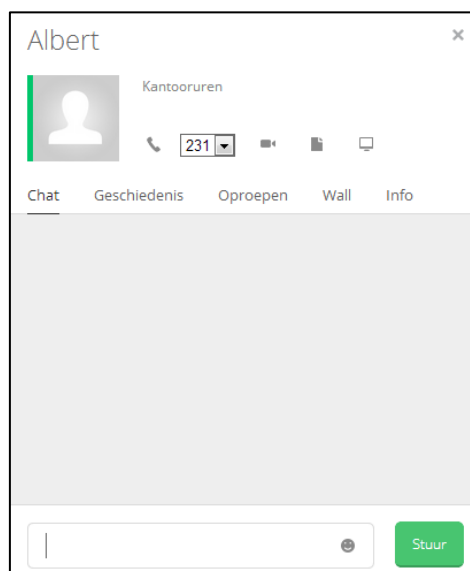 Albert
Kantooruren
231
Chat Geschiedenis Oproepen Wall Info
Stuur